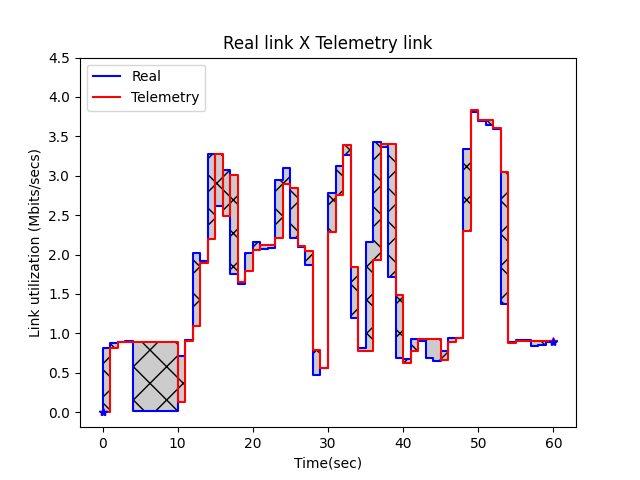 Real link X Telemetry link
Real
Telemetry
4.5
4.0
3.5
3.0
2.5
2.0
1.5
1.0
0.5
0.0
Link utilization (Mbits/secs)
0 10 20 30 40 50 60
Time(sec)